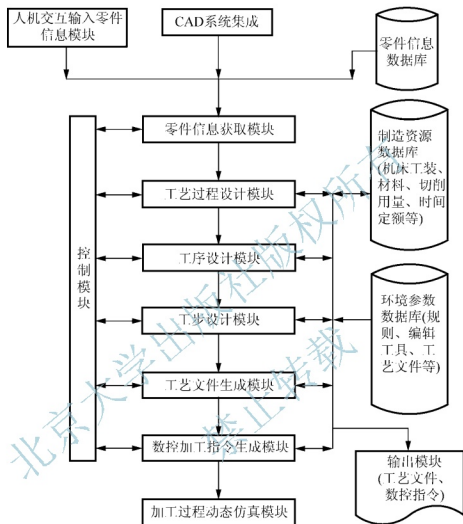 人机交互输入零件
信息模块
CAD系统集成
零件信息
数据库
零件信息获取模块
制造资源
数据库
(机床工装、
材料、切削
用量、时间
定额等)
工艺过程设计模块
控制模块
工序设计模块
工步设计模块
环境参数
数据库(规
则、编辑
工具、工
艺文件等)
工艺文件生成模块
数控加工指令生成模块
输出模块
(工艺文件、
数控指令)
加工过程动态仿真模块
北京大学出版社版权所有
禁止转载